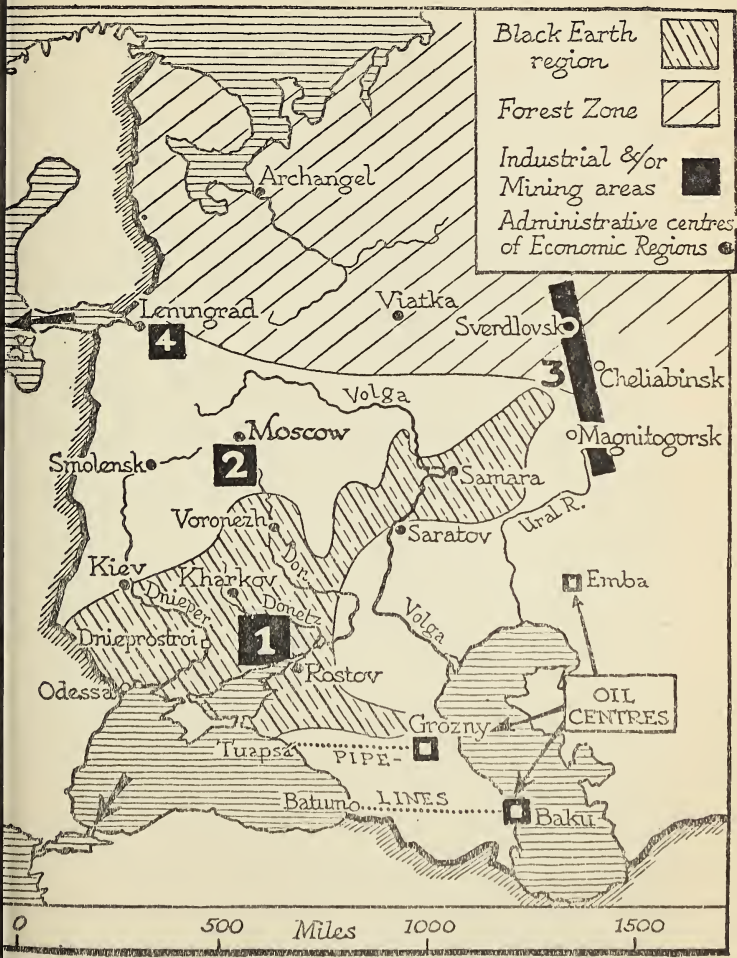 Black Earth
region
Forest Zone
Industrial &/or
Mining areas
Administrative centres
of Economic Regions
Archangel
Leningrad
4
Viatka
Sverdlovsk
3
Cheliabinsk
Volga
Moscow
Magnitogorsk
Smolensk
2
Samara
Voronezh
Saratov
Ural R.
Don.
Kiev
Kharkov
Emba
Dnieper
Donetz
Volga
Dnieprostroi
1
Rostov
Odessa
OIL
CENTRES
Grozny
Tuapsa
PIPE-
Batum
LINES
Baku
0 500 Miles 1000 1500